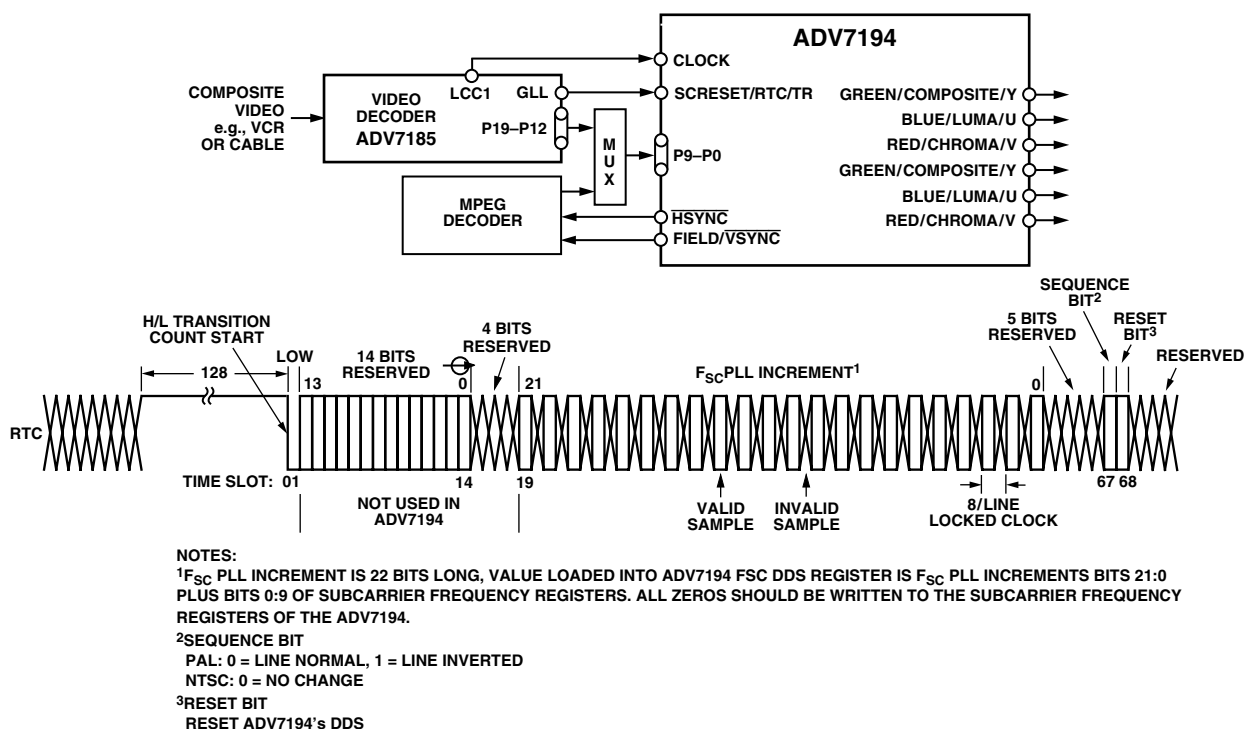 ADV7194
CLOCK
SCRESET/RTC/TR
P9–P0
HSYNC
FIELD/VSYNC
GREEN/COMPOSITE/Y
BLUE/LUMA/U
RED/CHROMA/V
GREEN/COMPOSITE/Y
BLUE/LUMA/U
RED/CHROMA/V
COMPOSITE
VIDEO
e.g., VCR
OR CABLE
VIDEO
DECODER
ADV7185
LCC1
GLL
P19–P12
M
U
X
MPEG
DECODER
H/L TRANSITION
COUNT START
128
LOW
13
14 BITS
RESERVED
0
4 BITS
RESERVED
21
FSC PLL INCREMENT1
0
5 BITS
RESERVED
SEQUENCE
BIT2
RESET
BIT3
RESERVED
RTC
TIME SLOT: 01
14
19
67 68
NOT USED IN
ADV7194
VALID
SAMPLE
INVALID
SAMPLE
8/LINE
LOCKED CLOCK
NOTES:
1FSC PLL INCREMENT IS 22 BITS LONG, VALUE LOADED INTO ADV7194 FSC DDS REGISTER IS FSC PLL INCREMENTS BITS 21:0
PLUS BITS 0:9 OF SUBCARRIER FREQUENCY REGISTERS. ALL ZEROS SHOULD BE WRITTEN TO THE SUBCARRIER FREQUENCY
REGISTERS OF THE ADV7194.
2SEQUENCE BIT
PAL: 0 = LINE NORMAL, 1 = LINE INVERTED
NTSC: 0 = NO CHANGE
3RESET BIT
RESET ADV7194's DDS